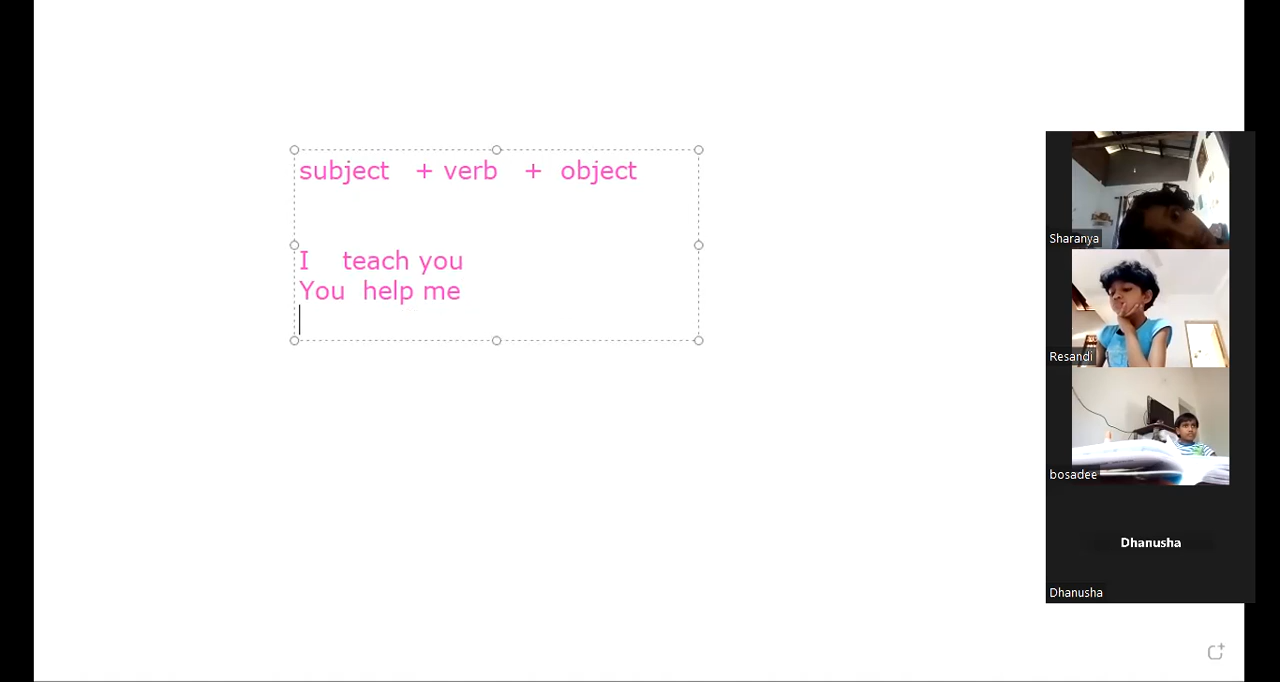 subject + verb + object
I teach you
You help me
Sharanya
Resandi
bosadee
Dhanusha
Dhanusha